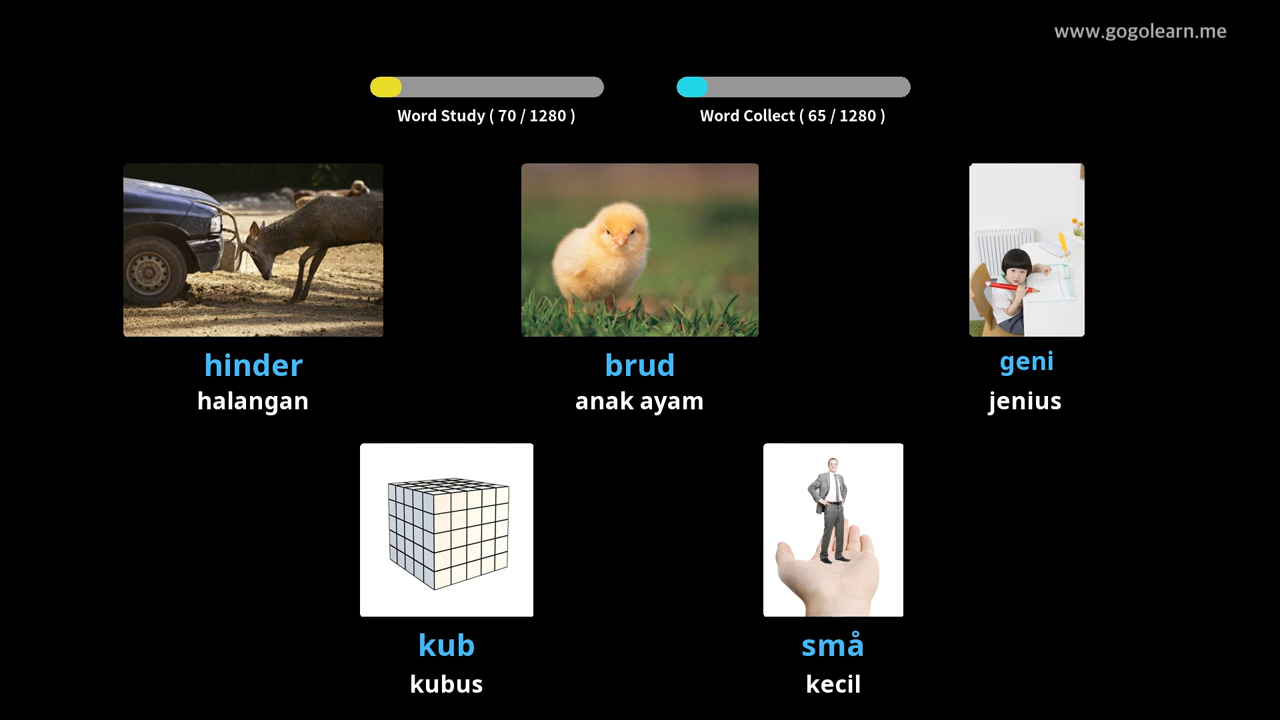 www.gogolearn.me
Word Study ( 70 / 1280 )
Word Collect ( 65 / 1280 )
hinder
halangan
brud
anak ayam
geni
jenius
kub
kubus
små
kecil